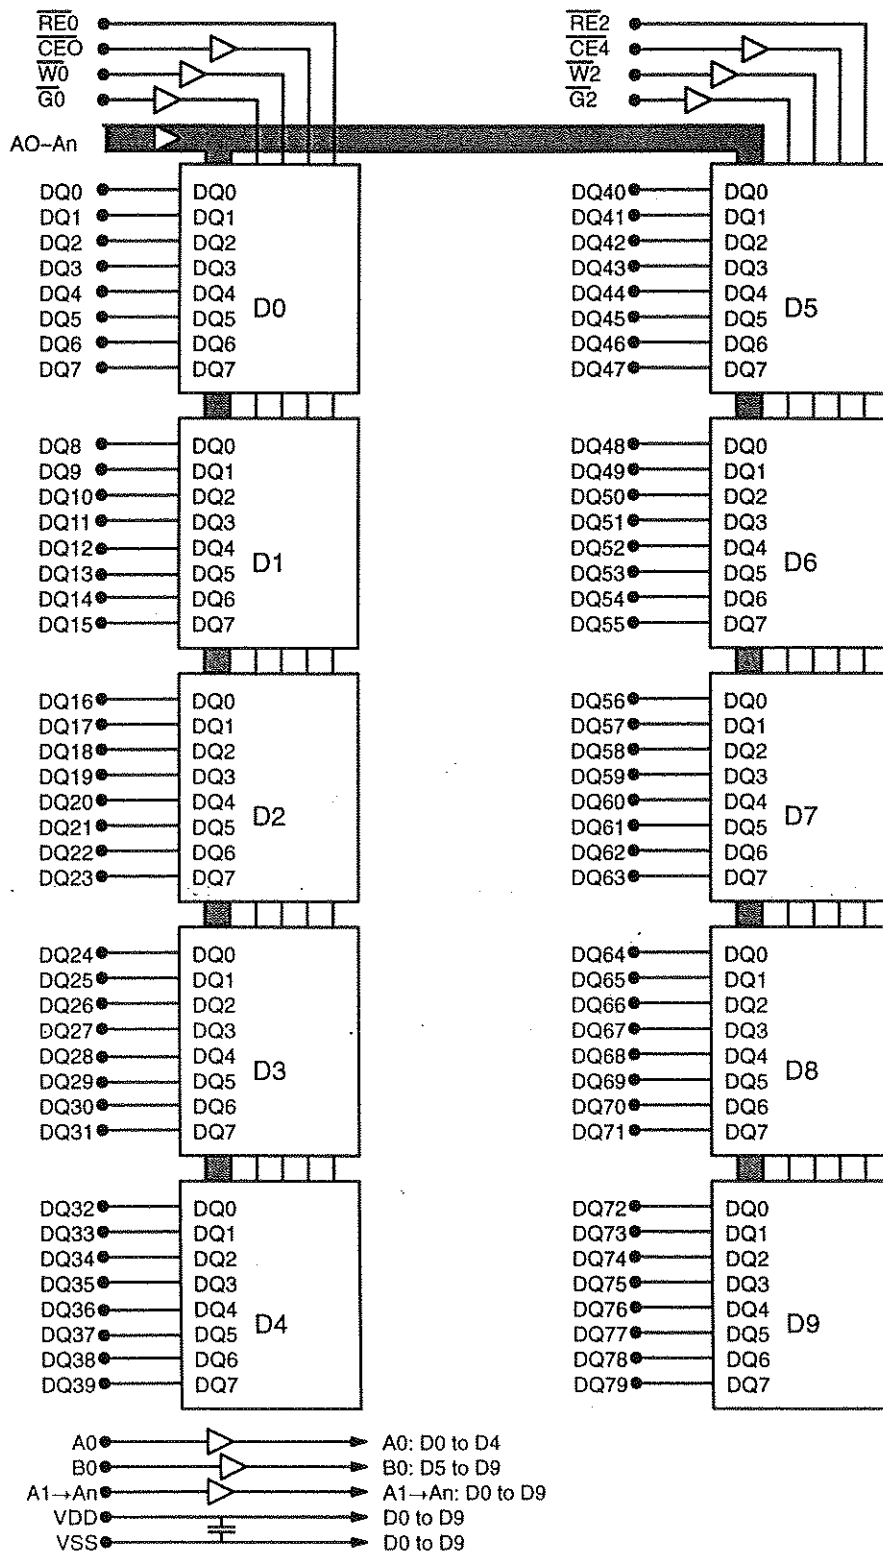 RE0
CEO
W0
G0
AO-An
DQ0 DQ0
DQ1 DQ1
DQ2 DQ2
DQ3 DQ3
DQ4 DQ4
DQ5 DQ5
DQ6 DQ6
DQ7 DQ7
D0
DQ8 DQ0
DQ9 DQ1
DQ10 DQ2
DQ11 DQ3
DQ12 DQ4
DQ13 DQ5
DQ14 DQ6
DQ15 DQ7
D1
DQ16 DQ0
DQ17 DQ1
DQ18 DQ2
DQ19 DQ3
DQ20 DQ4
DQ21 DQ5
DQ22 DQ6
DQ23 DQ7
D2
DQ24 DQ0
DQ25 DQ1
DQ26 DQ2
DQ27 DQ3
DQ28 DQ4
DQ29 DQ5
DQ30 DQ6
DQ31 DQ7
D3
DQ32 DQ0
DQ33 DQ1
DQ34 DQ2
DQ35 DQ3
DQ36 DQ4
DQ37 DQ5
DQ38 DQ6
DQ39 DQ7
D4
RE2
CE4
W2
G2
DQ40 DQ0
DQ41 DQ1
DQ42 DQ2
DQ43 DQ3
DQ44 DQ4
DQ45 DQ5
DQ46 DQ6
DQ47 DQ7
D5
DQ48 DQ0
DQ49 DQ1
DQ50 DQ2
DQ51 DQ3
DQ52 DQ4
DQ53 DQ5
DQ54 DQ6
DQ55 DQ7
D6
DQ56 DQ0
DQ57 DQ1
DQ58 DQ2
DQ59 DQ3
DQ60 DQ4
DQ61 DQ5
DQ62 DQ6
DQ63 DQ7
D7
DQ64 DQ0
DQ65 DQ1
DQ66 DQ2
DQ67 DQ3
DQ68 DQ4
DQ69 DQ5
DQ70 DQ6
DQ71 DQ7
D8
DQ72 DQ0
DQ73 DQ1
DQ74 DQ2
DQ75 DQ3
DQ76 DQ4
DQ77 DQ5
DQ78 DQ6
DQ79 DQ7
D9
A0 A0: D0 to D4
B0 B0: D5 to D9
A1→An A1→An: D0 to D9
VDD D0 to D9
VSS D0 to D9